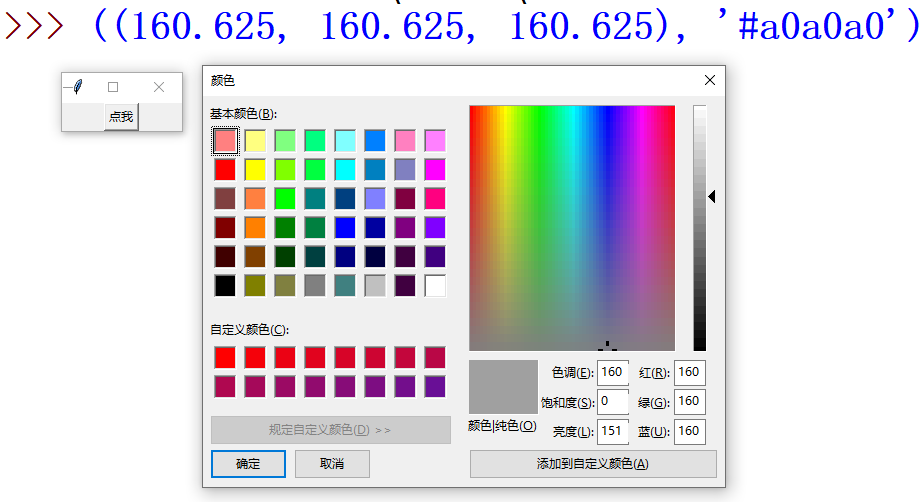 >>> ((160.625, 160.625, 160.625), '#a0a0a0')
点我
颜色
基本颜色(B):
自定义颜色(C):
规定自定义颜色(D) >>
确定 取消
颜色|纯色(O)
色调(E): 160 红(R): 160
饱和度(S): 0 绿(G): 160
亮度(L): 151 蓝(U): 160
添加到自定义颜色(A)